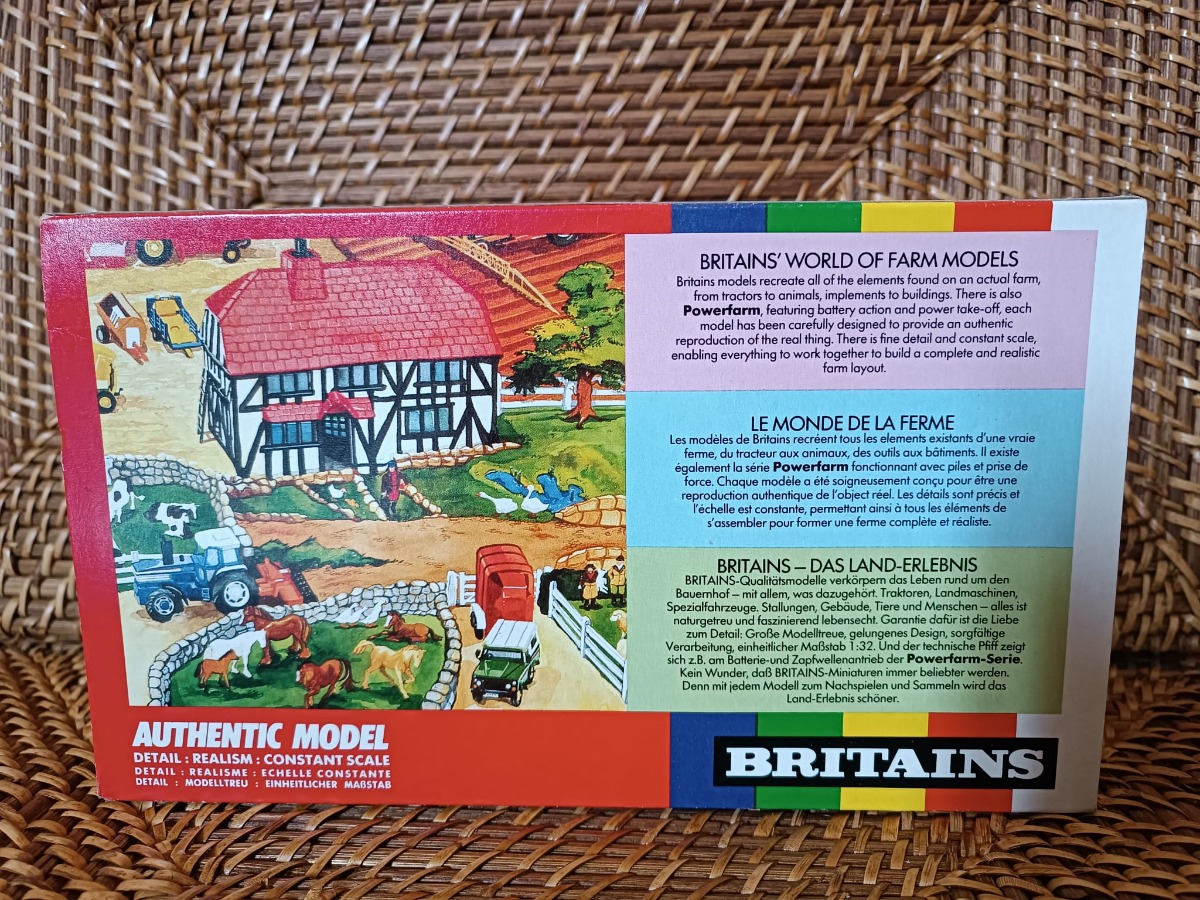 BRITAINS' WORLD OF FARM MODELS
Britains models recreate all of the elements found on an actual farm,
from tractors to animals, implements to buildings. There is also
Powerfarm, featuring battery action and power take-off, each
model has been carefully designed to provide an authentic
reproduction of the real thing. There is fine detail and constant scale,
enabling everything to work together to build a complete and realistic
farm layout.
LE MONDE DE LA FERME
Les modèles de Britains recréent tous les elements existants d'une vraie
ferme, du tracteur aux animaux, des outils aux bâtiments. Il existe
également la série Powerfarm fonctionnant avec piles et prise de
force. Chaque modèle a été soigneusement conçu pour être une
reproduction authentique de l'object réel. Les détails sont précis et
l'échelle est constante, permettant ainsi à tous les éléments de
s'assembler pour former une ferme complète et réaliste.
BRITAINS – DAS LAND-ERLEBNIS
BRITAINS-Qualitätsmodelle verkörpern das Leben rund um den
Bauernhof – mit allem, was dazugehört. Traktoren, Landmaschinen,
Spezialfahrzeuge. Stallungen, Gebäude, Tiere und Menschen – alles ist
naturgetreu und faszinierend lebensecht. Garantie dafür ist die Liebe
zum Detail: Große Modelltreue, gelungenes Design, sorgfältige
Verarbeitung, einheitlicher Maßstab 1:32. Und der technische Pfiff zeigt
sich z.B. am Batterie-und Zapfwellenantrieb der Powerfarm-Serie.
Kein Wunder, daß BRITAINS-Miniaturen immer beliebter werden.
Denn mit jedem Modell zum Nachspielen und Sammeln wird das
Land-Erlebnis schöner.
AUTHENTIC MODEL
DETAIL : REALISM : CONSTANT SCALE
DETAIL : REALISME : ECHELLE CONSTANTE
DETAIL : MODELLTREU : EINHEITLICHER MAßSTAB
BRITAINS